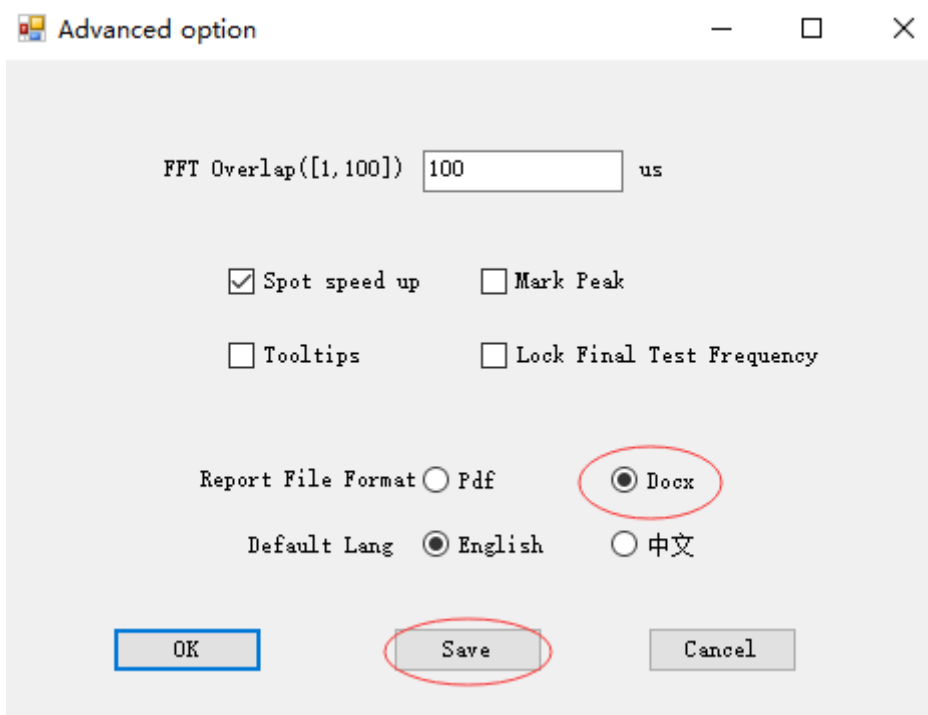 Advanced option
FFT Overlap([1,100]) 100 us
Spot speed up Mark Peak
Tooltips Lock Final Test Frequency
Report File Format Pdf Docx
Default Lang English 中文
OK Save Cancel